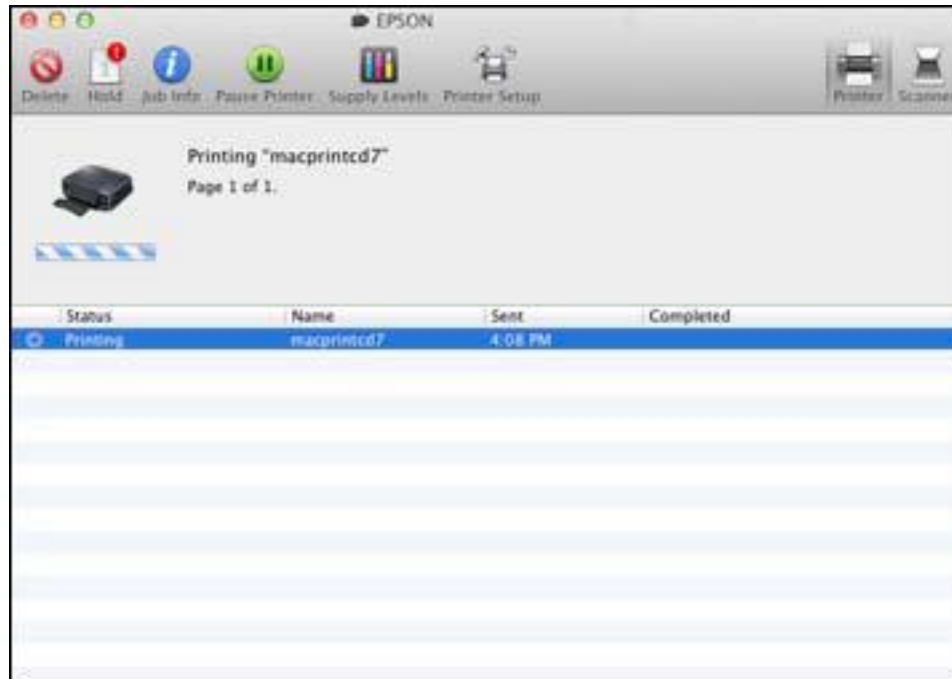 EPSON
Delete Hold Job Info Pause Printer Supply Levels Printer Setup Printer Scanner
Printing "macprintcd7"
Page 1 of 1.
Status Name Sent Completed
Printing macprintcd7 4:08 PM